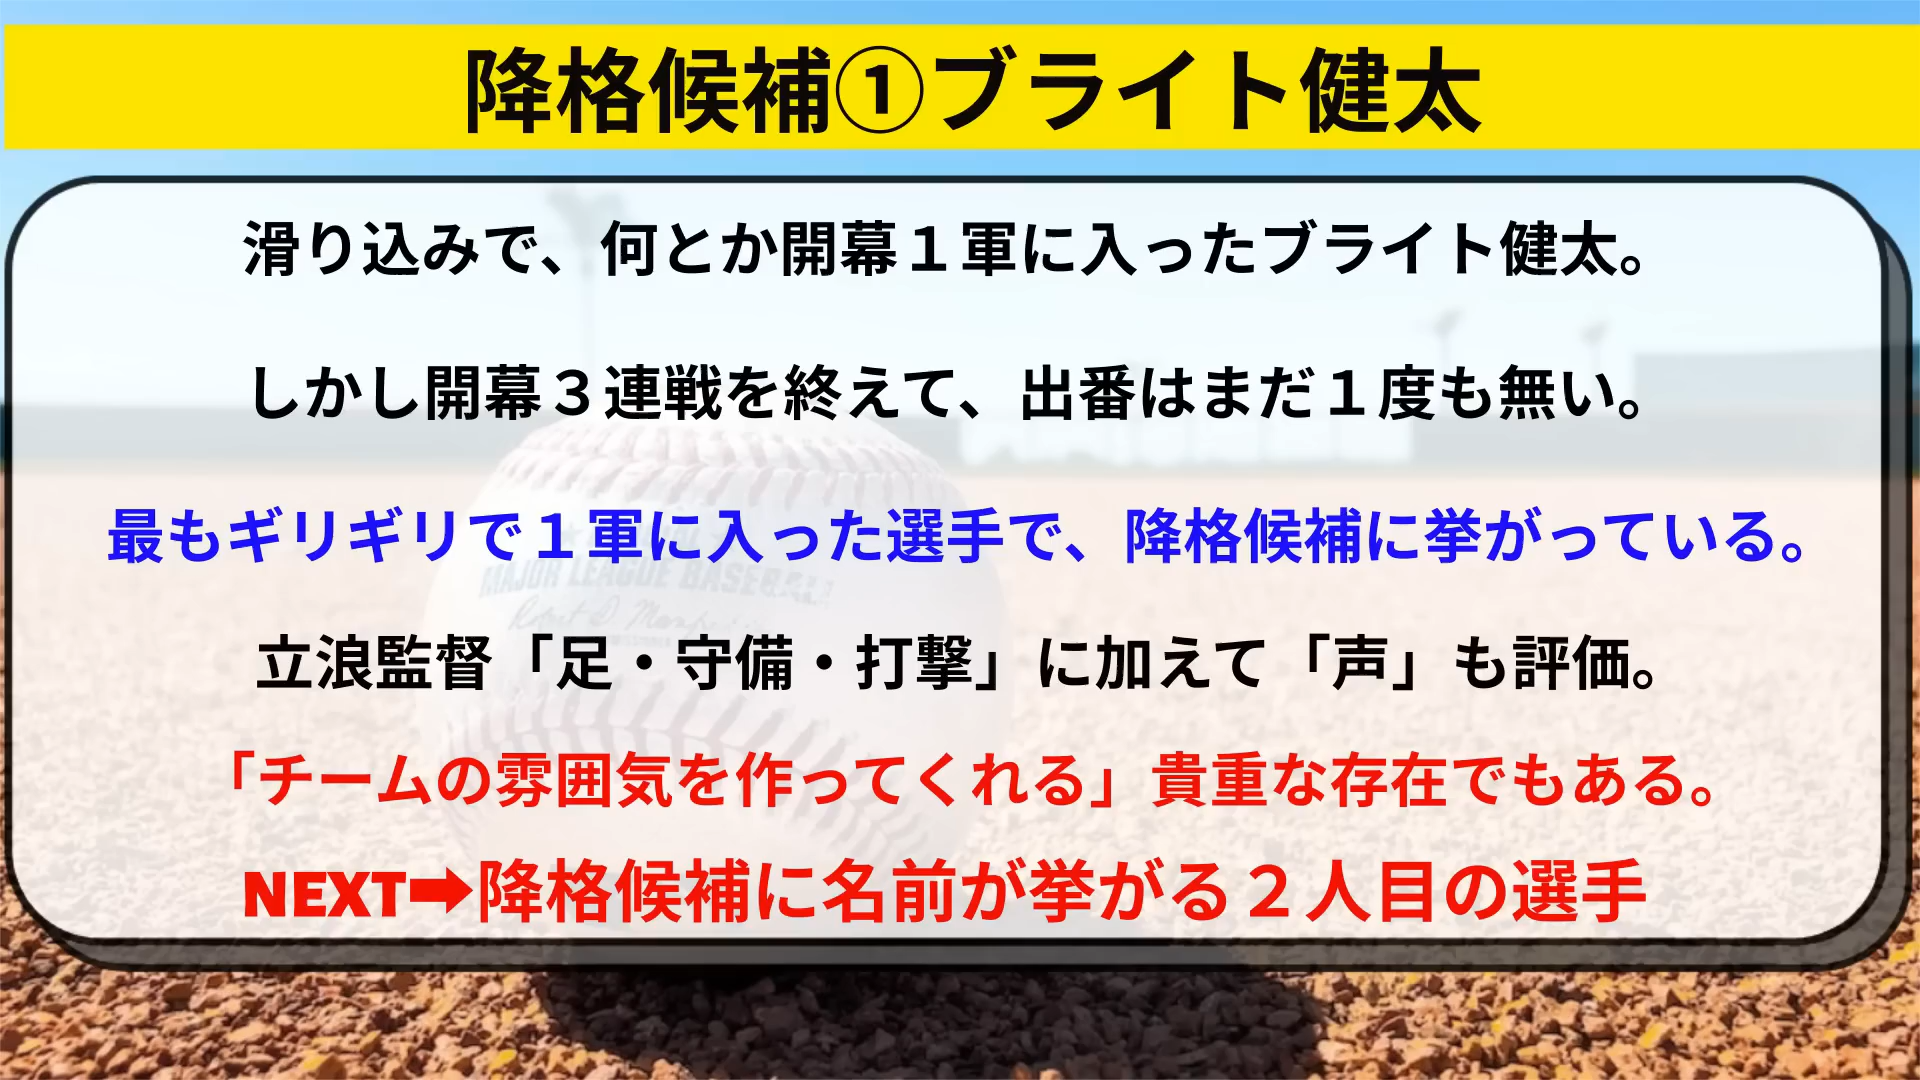 降格候補①ブライト健太
滑り込みで、何とか開幕１軍に入ったブライト健太。
しかし開幕３連戦を終えて、出番はまだ１度も無い。
最もギリギリで１軍に入った選手で、降格候補に挙がっている。
MAJOR LEAGUE BASEBALL
立浪監督「足・守備・打撃」に加えて「声」も評価。
「チームの雰囲気を作ってくれる」貴重な存在でもある。
NEXT➡降格候補に名前が挙がる２人目の選手